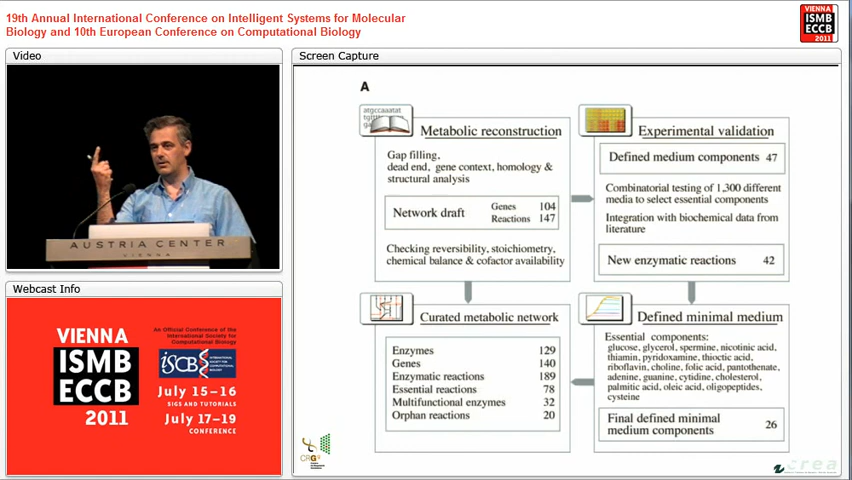 19th Annual International Conference on Intelligent Systems for Molecular
Biology and 10th European Conference on Computational Biology
VIENNA
ISMB
ECCB
2011
Video
AUSTRIA CENTER
VIENNA
Webcast Info
VIENNA
ISMB
ECCB
2011
An Official Conference of the
International Society for
Computational Biology
ISCB
INTERNATIONAL
SOCIETY FOR
COMPUTATIONAL
BIOLOGY
July 15–16
SIGS AND TUTORIALS
July 17–19
CONFERENCE
Screen Capture
A
atgccaaatat
Metabolic reconstruction
Gap filling,
dead end, gene context, homology &
structural analysis
Network draft
Genes 104
Reactions 147
Checking reversibility, stoichiometry,
chemical balance & cofactor availability
Experimental validation
Defined medium components 47
Combinatorial testing of 1,300 different
media to select essential components
Integration with biochemical data from
literature
New enzymatic reactions 42
Curated metabolic network
Enzymes 129
Genes 140
Enzymatic reactions 189
Essential reactions 78
Multifunctional enzymes 32
Orphan reactions 20
Defined minimal medium
Essential components:
glucose, glycerol, spermine, nicotinic acid,
thiamin, pyridoxamine, thioctic acid,
riboflavin, choline, folic acid, pantothenate,
adenine, guanine, cytidine, cholesterol,
palmitic acid, oleic acid, oligopeptides,
cysteine
Final defined minimal
medium components 26
CRG
icrea